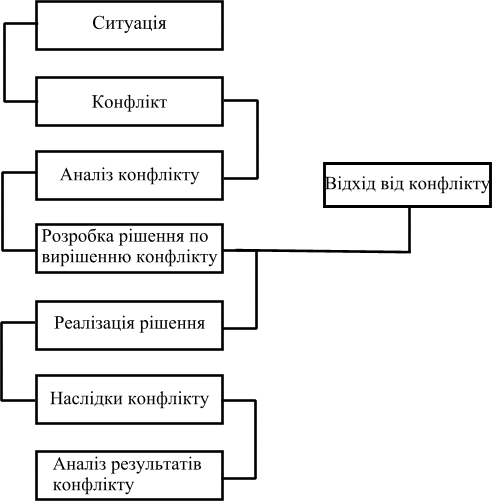 Ситуація
Конфлікт
Аналіз конфлікту
Відхід від конфлікту
Розробка рішення по
вирішенню конфлікту
Реалізація рішення
Наслідки конфлікту
Аналіз результатів
конфлікту